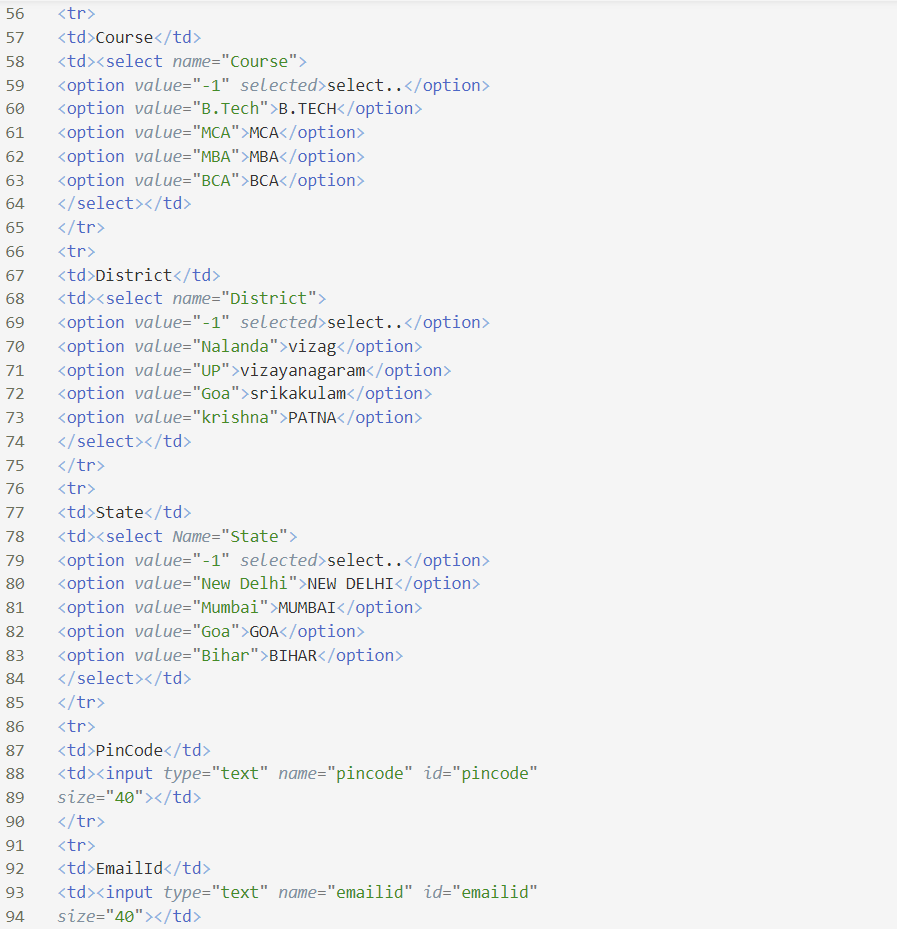 56 <tr>
57 <td>Course</td>
58 <td><select name="Course">
59 <option value="-1" selected>select..</option>
60 <option value="B.Tech">B.TECH</option>
61 <option value="MCA">MCA</option>
62 <option value="MBA">MBA</option>
63 <option value="BCA">BCA</option>
64 </select></td>
65 </tr>
66 <tr>
67 <td>District</td>
68 <td><select name="District">
69 <option value="-1" selected>select..</option>
70 <option value="Nalanda">vizag</option>
71 <option value="UP">vizayanagaram</option>
72 <option value="Goa">srikakulam</option>
73 <option value="krishna">PATNA</option>
74 </select></td>
75 </tr>
76 <tr>
77 <td>State</td>
78 <td><select Name="State">
79 <option value="-1" selected>select..</option>
80 <option value="New Delhi">NEW DELHI</option>
81 <option value="Mumbai">MUMBAI</option>
82 <option value="Goa">GOA</option>
83 <option value="Bihar">BIHAR</option>
84 </select></td>
85 </tr>
86 <tr>
87 <td>PinCode</td>
88 <td><input type="text" name="pincode" id="pincode"
89 size="40"></td>
90 </tr>
91 <tr>
92 <td>EmailId</td>
93 <td><input type="text" name="emailid" id="emailid"
94 size="40"></td>